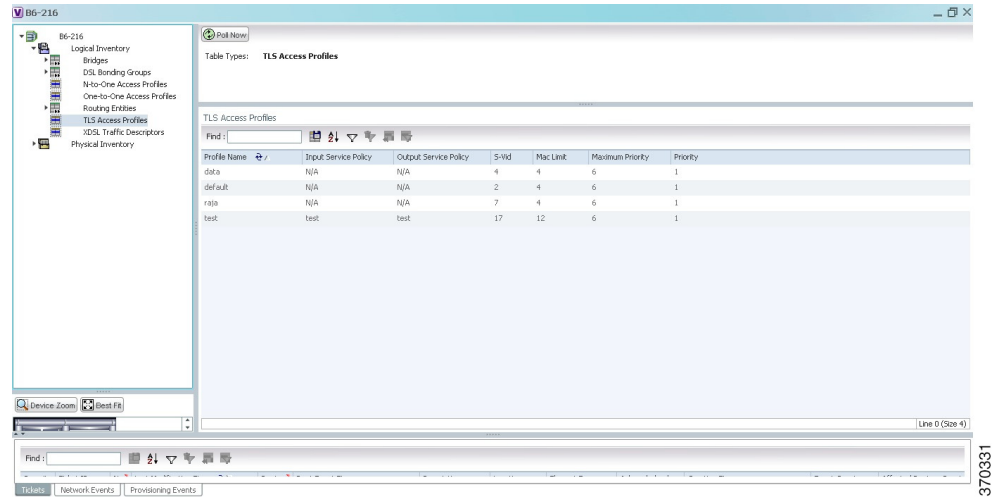 V B6-216
B6-216
Logical Inventory
Bridges
DSL Bonding Groups
N-to-One Access Profiles
One-to-One Access Profiles
Routing Entities
TLS Access Profiles
XDSL Traffic Descriptors
Physical Inventory
Device Zoom Best Fit
Poll Now
Table Types: TLS Access Profiles
TLS Access Profiles
Find :
Profile Name Input Service Policy Output Service Policy S-Vid Mac Limit Maximum Priority Priority
data N/A N/A 4 4 6 1
default N/A N/A 2 4 6 1
raja N/A N/A 7 4 6 1
test test test 17 12 6 1
Line 0 (Size 4)
Find :
Tickets Network Events Provisioning Events
370331